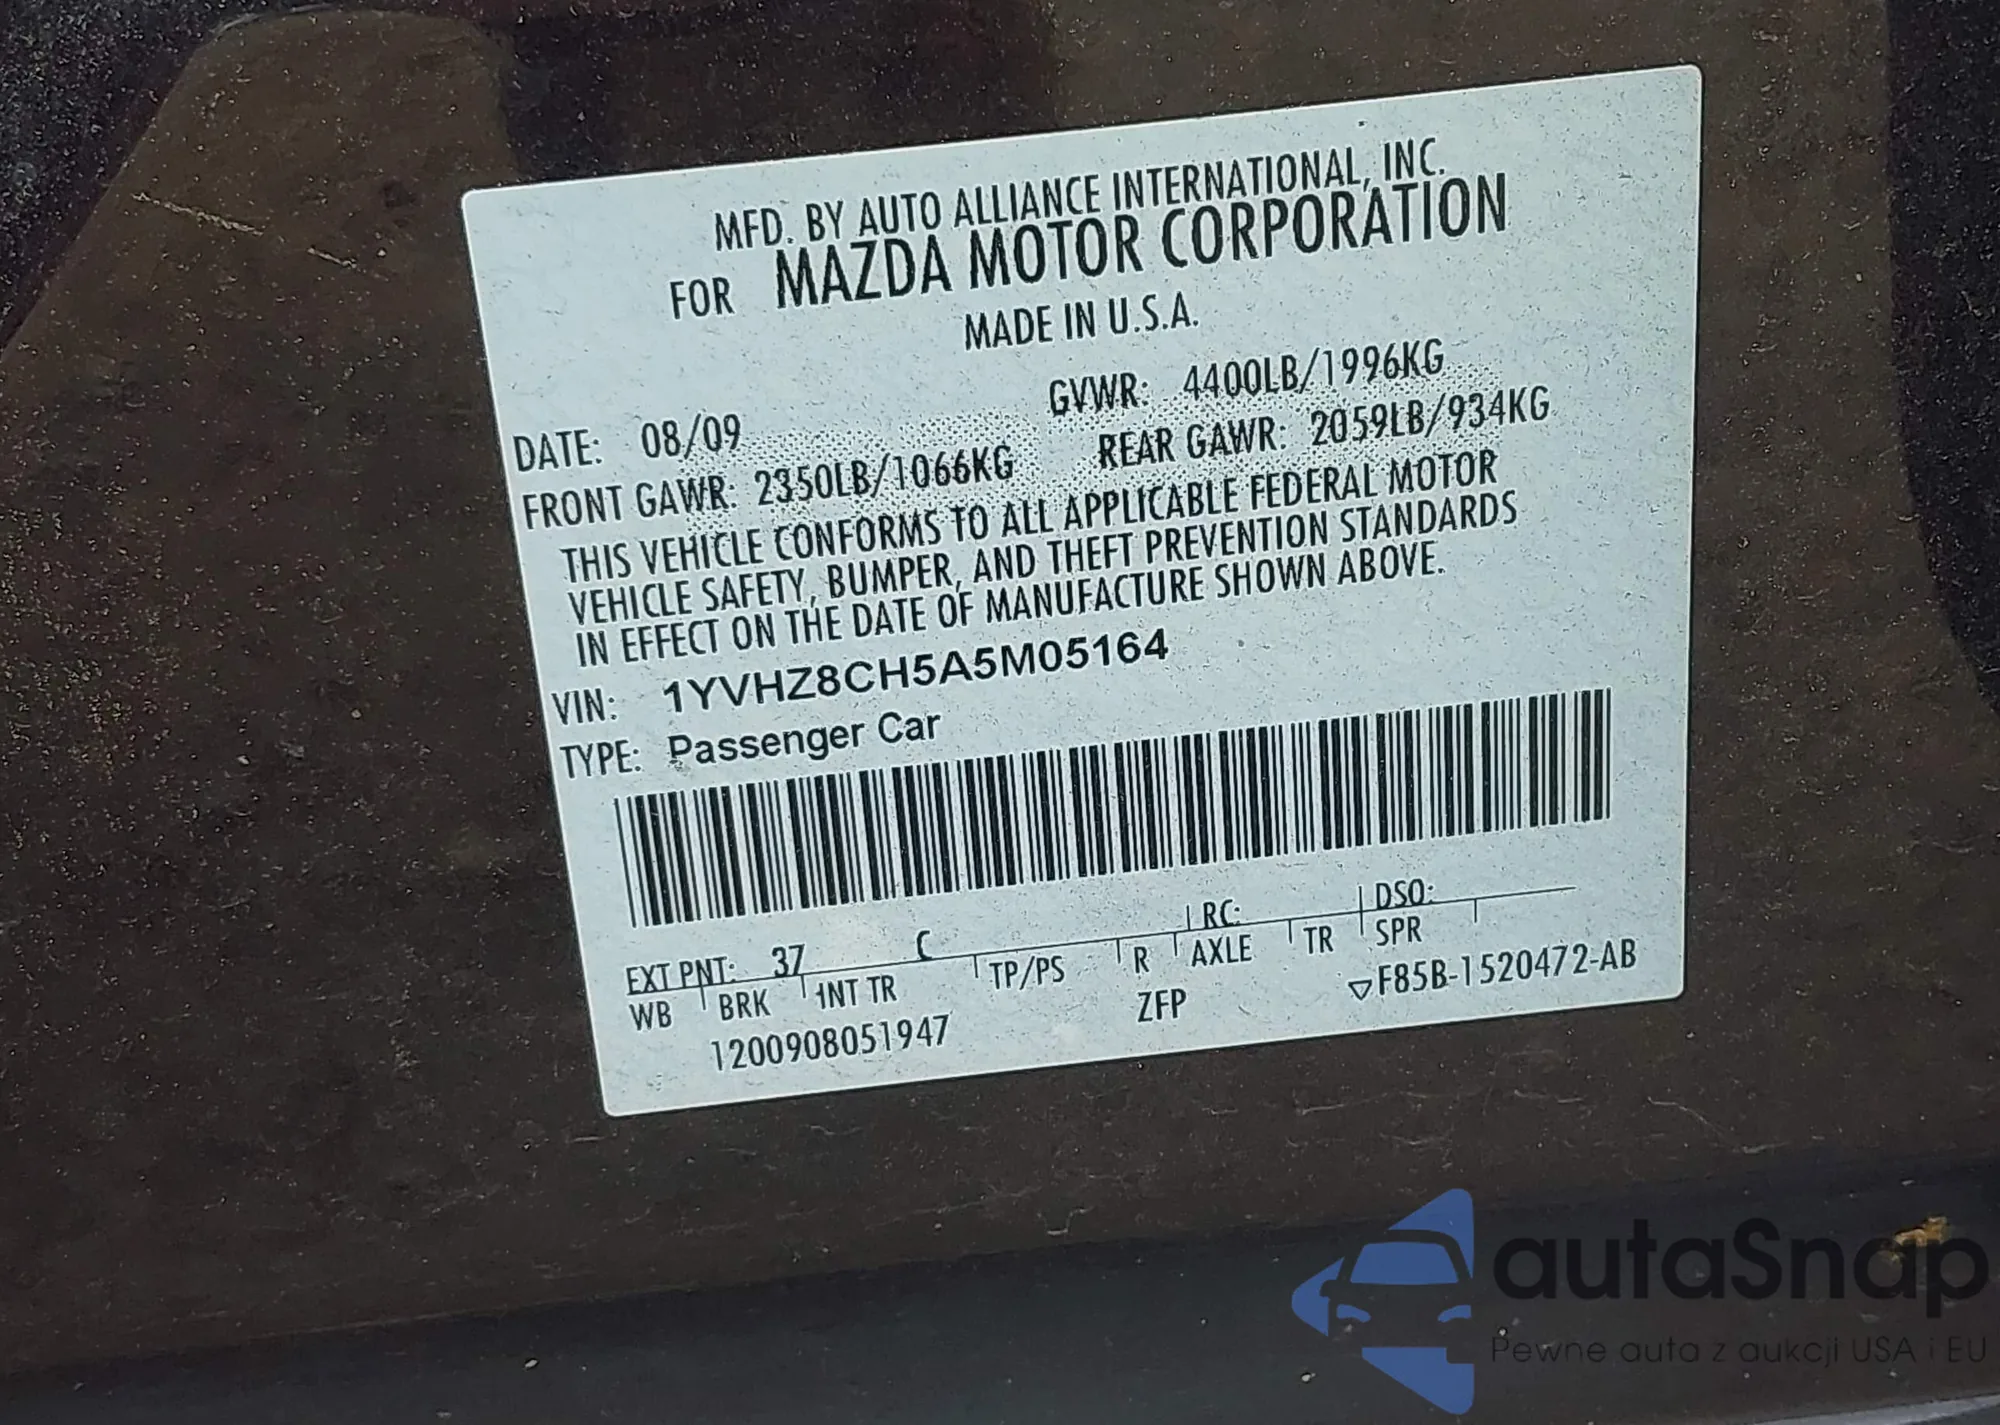 MFD. BY AUTO ALLIANCE INTERNATIONAL, INC.
FOR MAZDA MOTOR CORPORATION
MADE IN U.S.A.
DATE: 08/09 GVWR: 4400LB/1996KG
FRONT GAWR: 2350LB/1066KG REAR GAWR: 2059LB/934KG
THIS VEHICLE CONFORMS TO ALL APPLICABLE FEDERAL MOTOR
VEHICLE SAFETY, BUMPER, AND THEFT PREVENTION STANDARDS
IN EFFECT ON THE DATE OF MANUFACTURE SHOWN ABOVE.
VIN: 1YVHZ8CH5A5M05164
TYPE: Passenger Car
EXT PNT: 37 C RC: DSO:
WB BRK INT TR TP/PS R AXLE TR SPR
1200908051947 ZFP ▽F85B-1520472-AB
autaSnap
Pewne auta z aukcji USA i EU